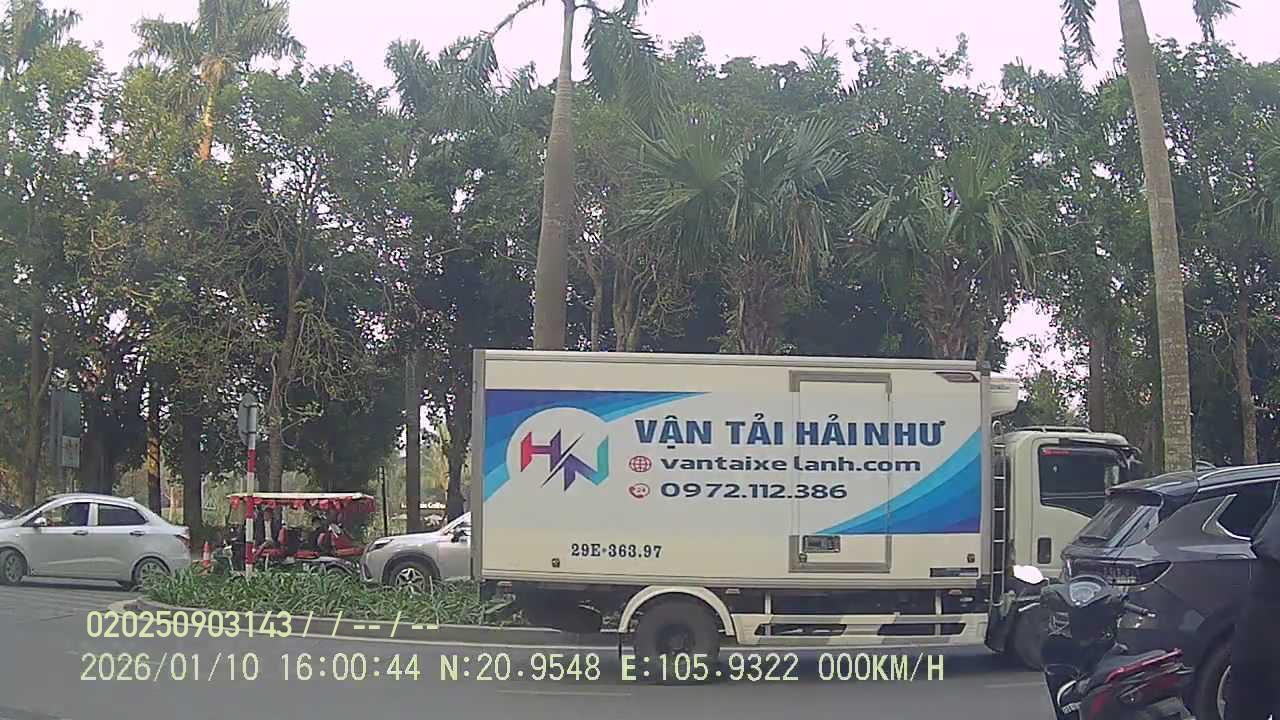 VẬN TẢI HẢI NHƯ
HN
vantaixelanh.com
24
0972.112.386
29E-363.97
020250903143 / / -- / --
2026/01/10 16:00:44 N:20.9548 E:105.9322 000KM/H